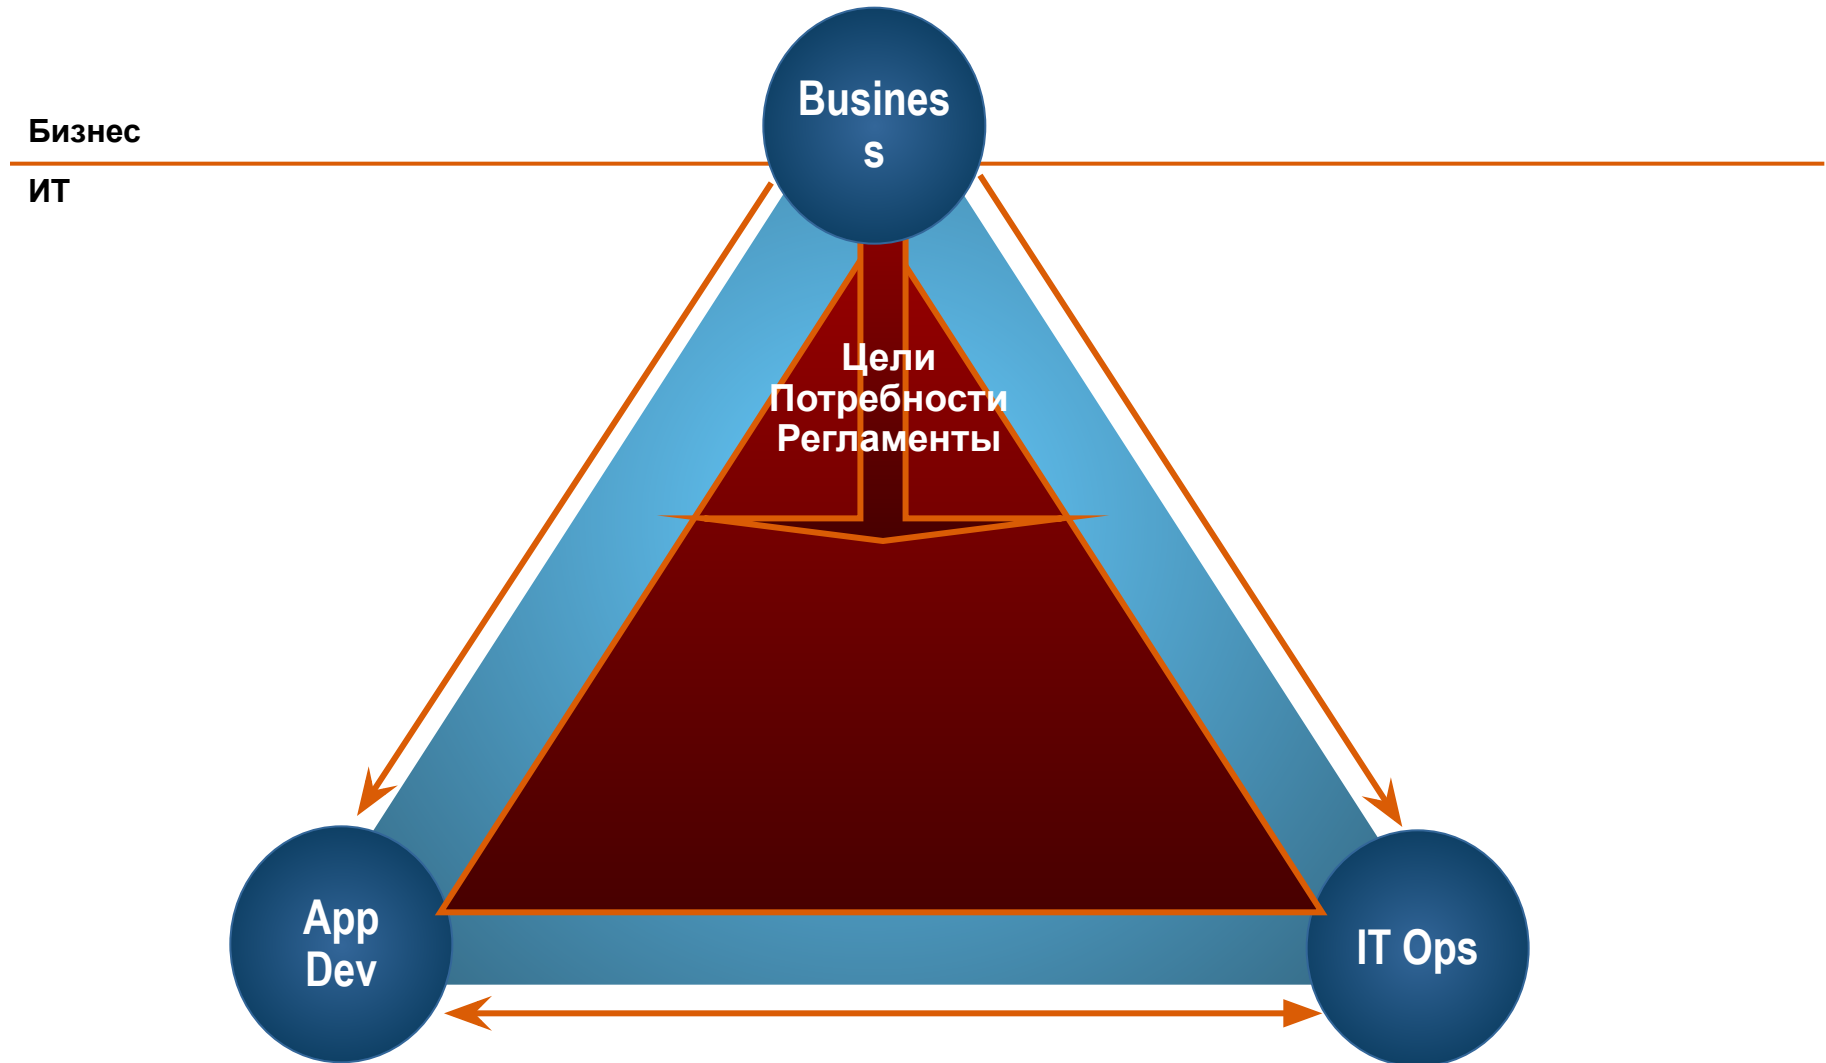 Busines
s
Бизнес
ИТ
Цели
Потребности
Регламенты
App
Dev
IT Ops